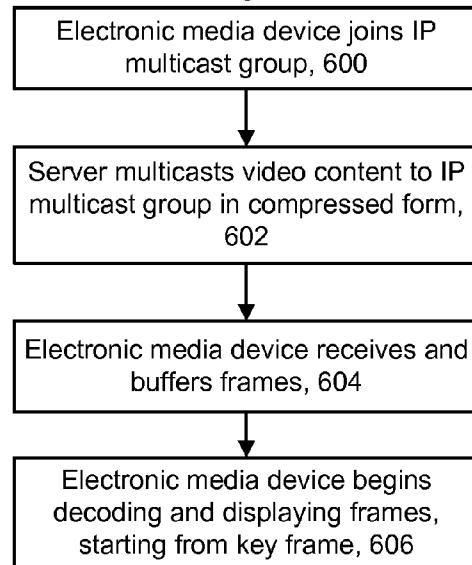 Electronic media device joins IP
multicast group, 600
Server multicasts video content to IP
multicast group in compressed form,
602
Electronic media device receives and
buffers frames, 604
Electronic media device begins
decoding and displaying frames,
starting from key frame, 606